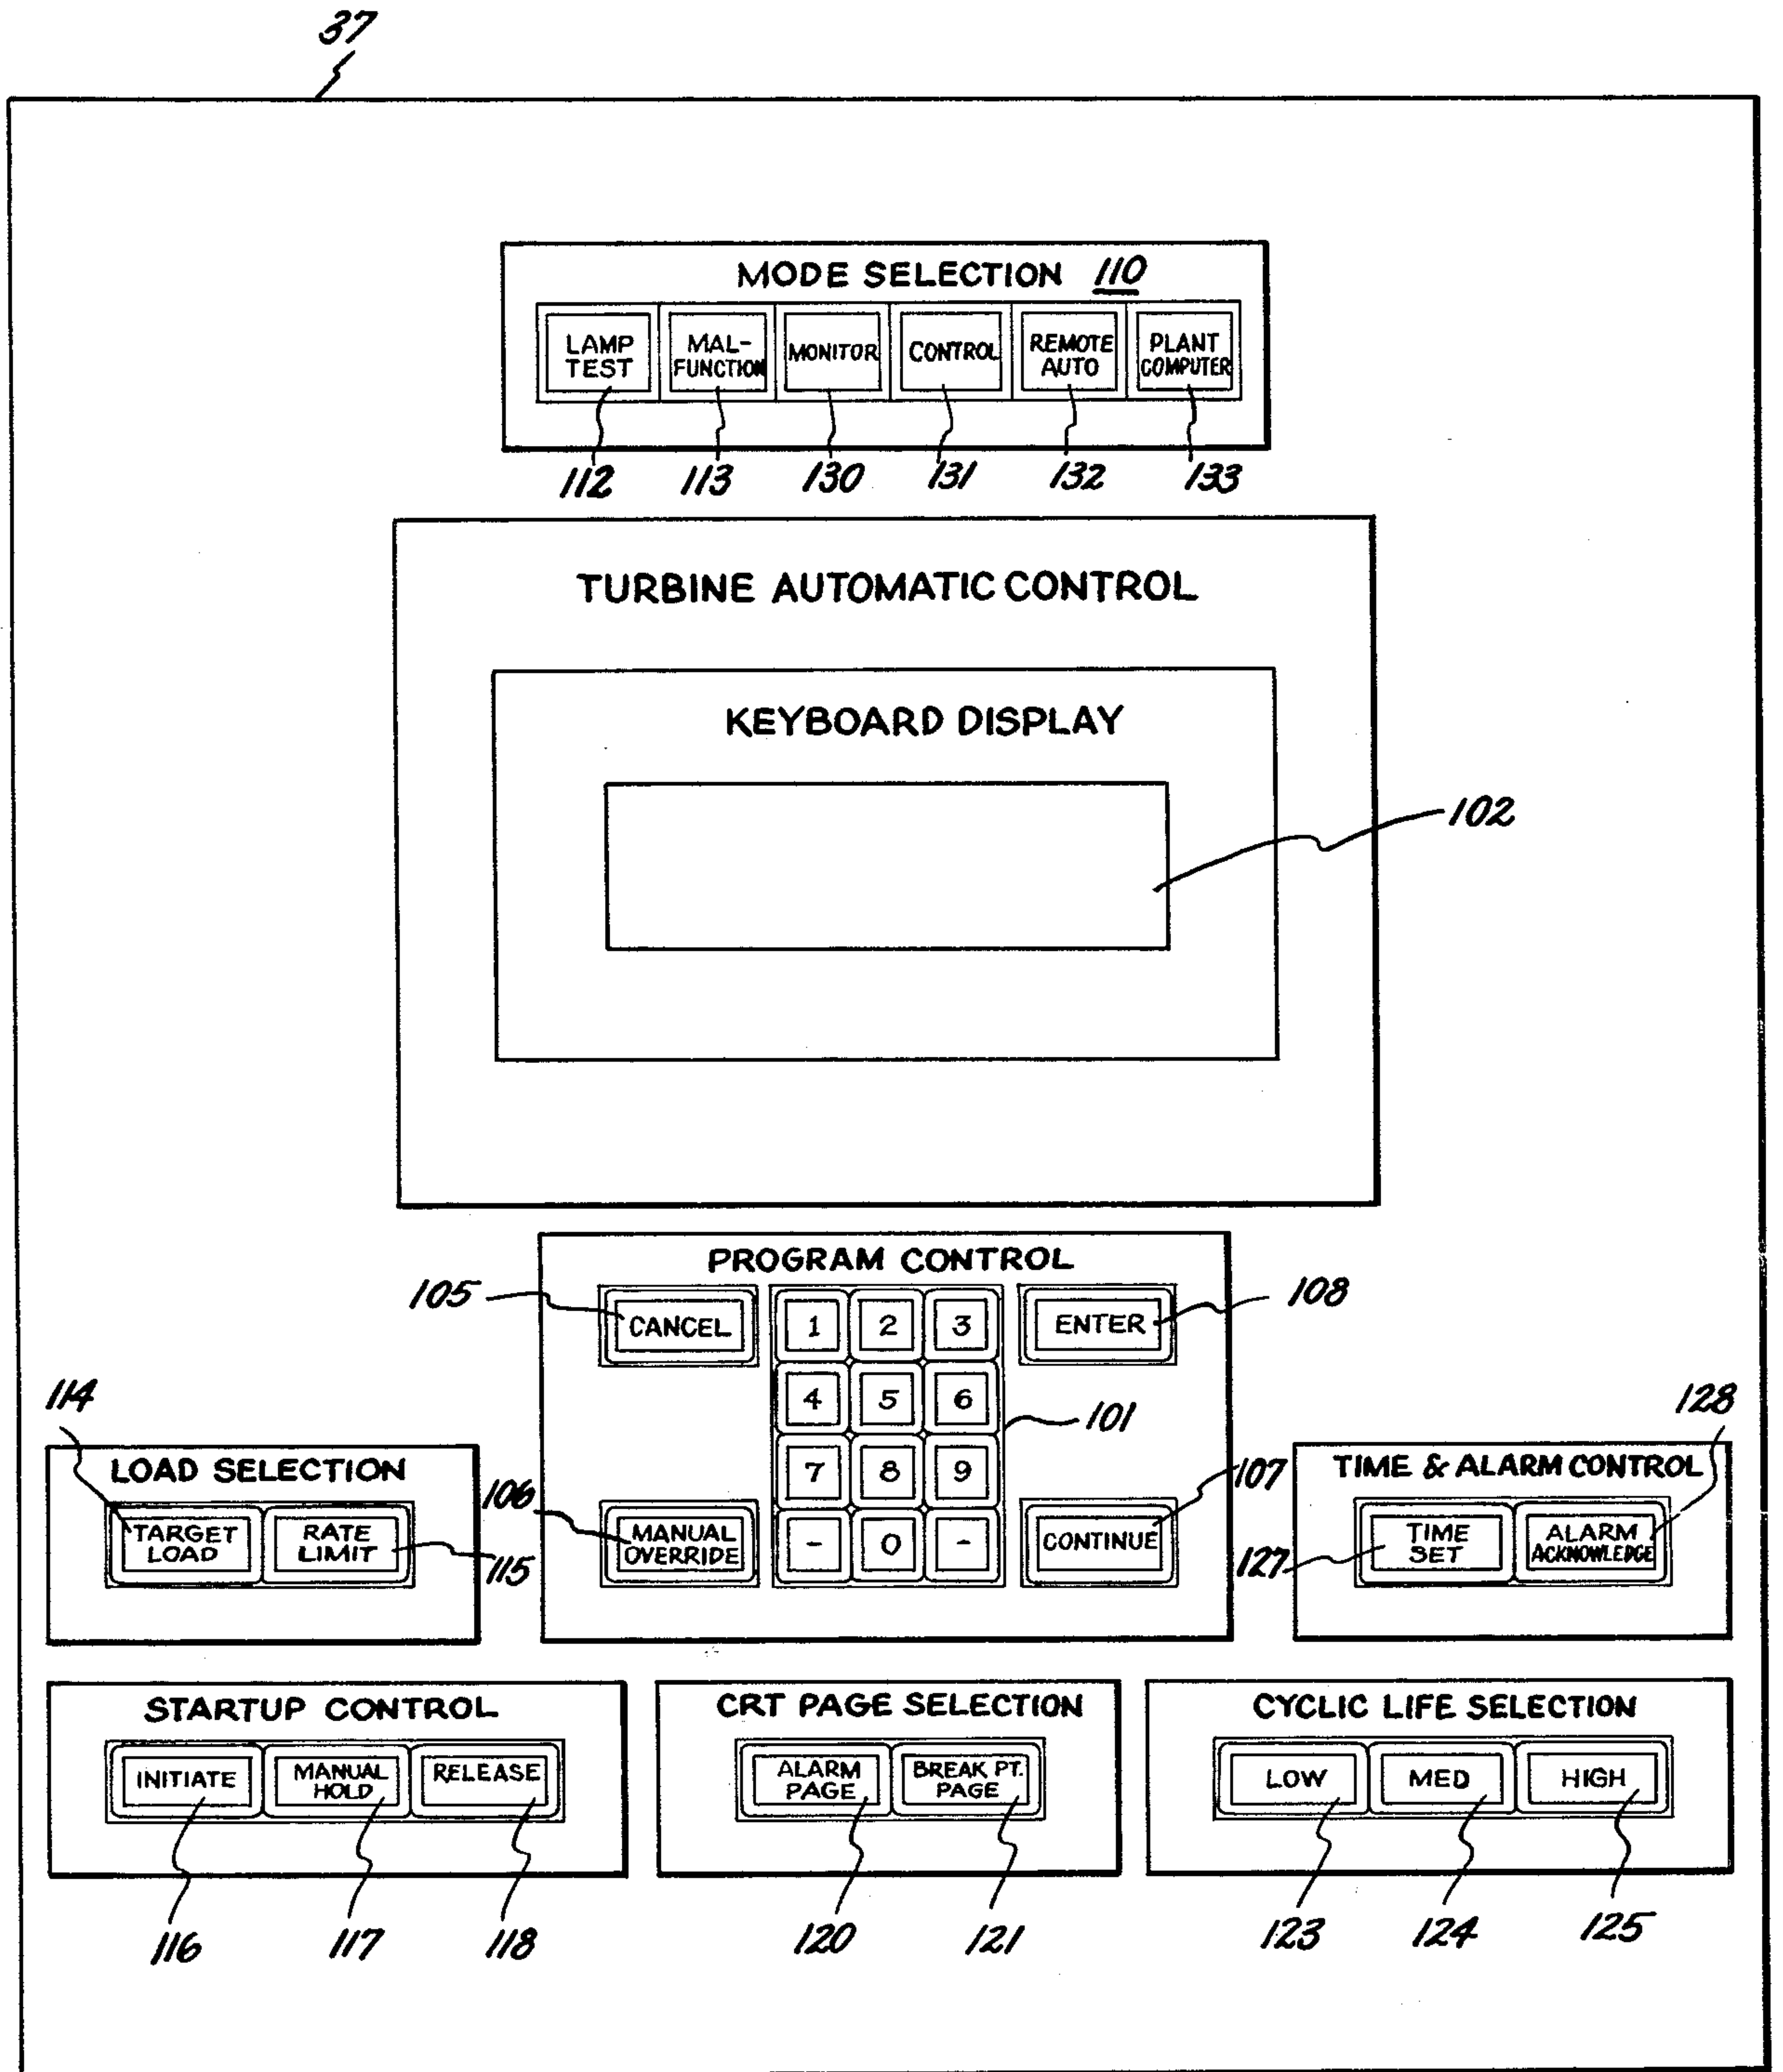 37
MODE SELECTION 110
LAMP TEST
MAL-FUNCTION
MONITOR
CONTROL
REMOTE AUTO
PLANT COMPUTER
112 113 130 131 132 133
TURBINE AUTOMATIC CONTROL
KEYBOARD DISPLAY
102
PROGRAM CONTROL
105
CANCEL
1 2 3
ENTER
108
4 5 6
101
7 8 9
106
MANUAL OVERRIDE
- 0 -
CONTINUE
107
114
LOAD SELECTION
TARGET LOAD
RATE LIMIT
115
128
TIME & ALARM CONTROL
TIME SET
ALARM ACKNOWLEDGE
127
STARTUP CONTROL
INITIATE
MANUAL HOLD
RELEASE
116 117 118
CRT PAGE SELECTION
ALARM PAGE
BREAK PT. PAGE
120 121
CYCLIC LIFE SELECTION
LOW
MED
HIGH
123 124 125